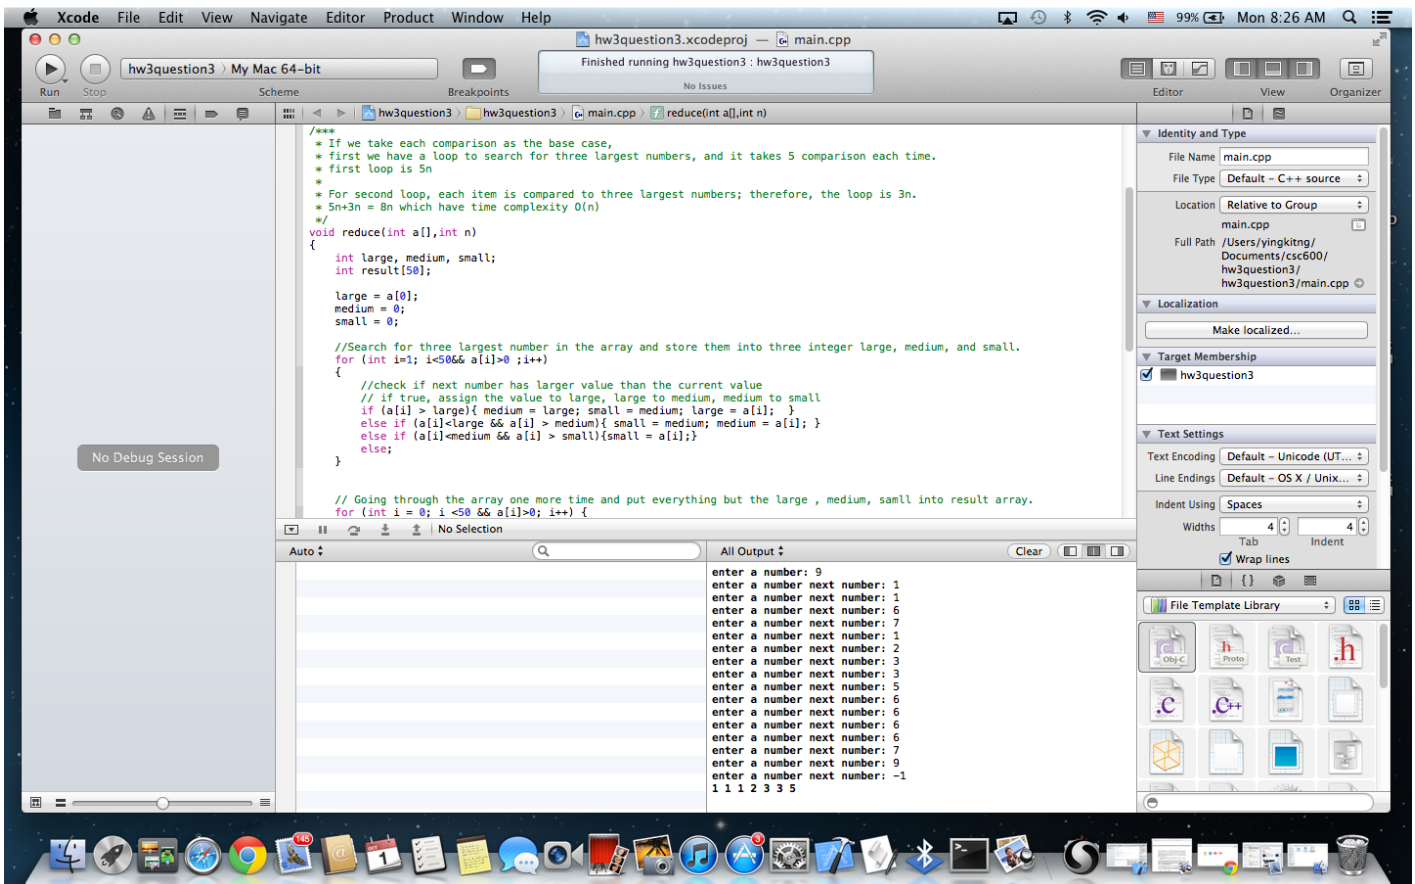 Xcode File Edit View Navigate Editor Product Window Help
99% Mon 8:26 AM
hw3question3.xcodeproj — main.cpp
hw3question3 › My Mac 64-bit
Finished running hw3question3 : hw3question3
No Issues
Run Stop Scheme Breakpoints Editor View Organizer
hw3question3 › hw3question3 › main.cpp › reduce(int a[],int n)
/***
* If we take each comparison as the base case,
* first we have a loop to search for three largest numbers, and it takes 5 comparison each time.
* first loop is 5n
*
* For second loop, each item is compared to three largest numbers; therefore, the loop is 3n.
* 5n+3n = 8n which have time complexity O(n)
*/
void reduce(int a[],int n)
{
int large, medium, small;
int result[50];
large = a[0];
medium = 0;
small = 0;
//Search for three largest number in the array and store them into three integer large, medium, and small.
for (int i=1; i<50&& a[i]>0 ;i++)
{
//check if next number has larger value than the current value
// if true, assign the value to large, large to medium, medium to small
if (a[i] > large){ medium = large; small = medium; large = a[i]; }
else if (a[i]<large && a[i] > medium){ small = medium; medium = a[i]; }
else if (a[i]<medium && a[i] > small){small = a[i];}
else;
}
// Going through the array one more time and put everything but the large , medium, samll into result array.
for (int i = 0; i <50 && a[i]>0; i++) {
No Debug Session
No Selection
Auto
All Output
Clear
enter a number: 9
enter a number next number: 1
enter a number next number: 1
enter a number next number: 6
enter a number next number: 7
enter a number next number: 1
enter a number next number: 2
enter a number next number: 3
enter a number next number: 3
enter a number next number: 5
enter a number next number: 6
enter a number next number: 6
enter a number next number: 6
enter a number next number: 6
enter a number next number: 7
enter a number next number: 9
enter a number next number: -1
1 1 1 2 3 3 5
Identity and Type
File Name main.cpp
File Type Default - C++ source
Location Relative to Group
main.cpp
Full Path /Users/yingkitng/
Documents/csc600/
hw3question3/
hw3question3/main.cpp
Localization
Make localized...
Target Membership
hw3question3
Text Settings
Text Encoding Default - Unicode (UT...
Line Endings Default - OS X / Unix...
Indent Using Spaces
Widths 4 4
Tab Indent
Wrap lines
{}
File Template Library
Obj-C
h Proto
Test
.h
.c
C++
145
1
3